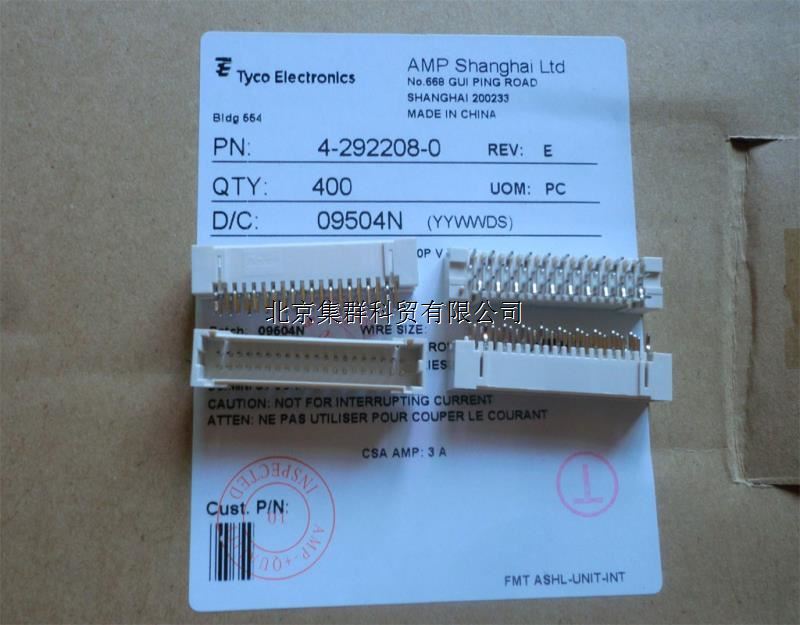 Tyco Electronics
AMP Shanghai Ltd
No.668 GUI PING ROAD
SHANGHAI 200233
MADE IN CHINA
Bldg 554
PN: 4-292208-0 REV: E
QTY: 400 UOM: PC
D/C: 09504N (YYWWDS)
0P V
北京集群科贸有限公司
09504N WIRE SIZE:
CAUTION: NOT FOR INTERRUPTING CURRENT
ATTEN: NE PAS UTILISER POUR COUPER LE COURANT
CSA AMP: 3 A
T
Cust. P/N:
INSPECTED
10
AMP
FMT ASHL-UNIT-INT